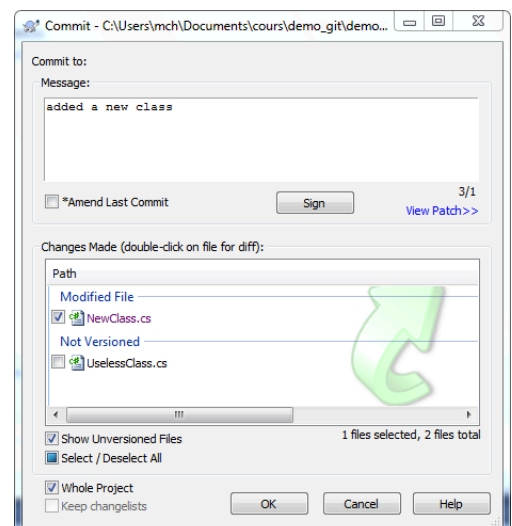 Commit - C:\Users\mch\Documents\cours\demo_git\demo...
Commit to:
Message:
added a new class
3/1
*Amend Last Commit
Sign
View Patch>>
Changes Made (double-click on file for diff):
Path
Modified File
NewClass.cs
Not Versioned
UselessClass.cs
Show Unversioned Files
1 files selected, 2 files total
Select / Deselect All
Whole Project
Keep changelists
OK
Cancel
Help